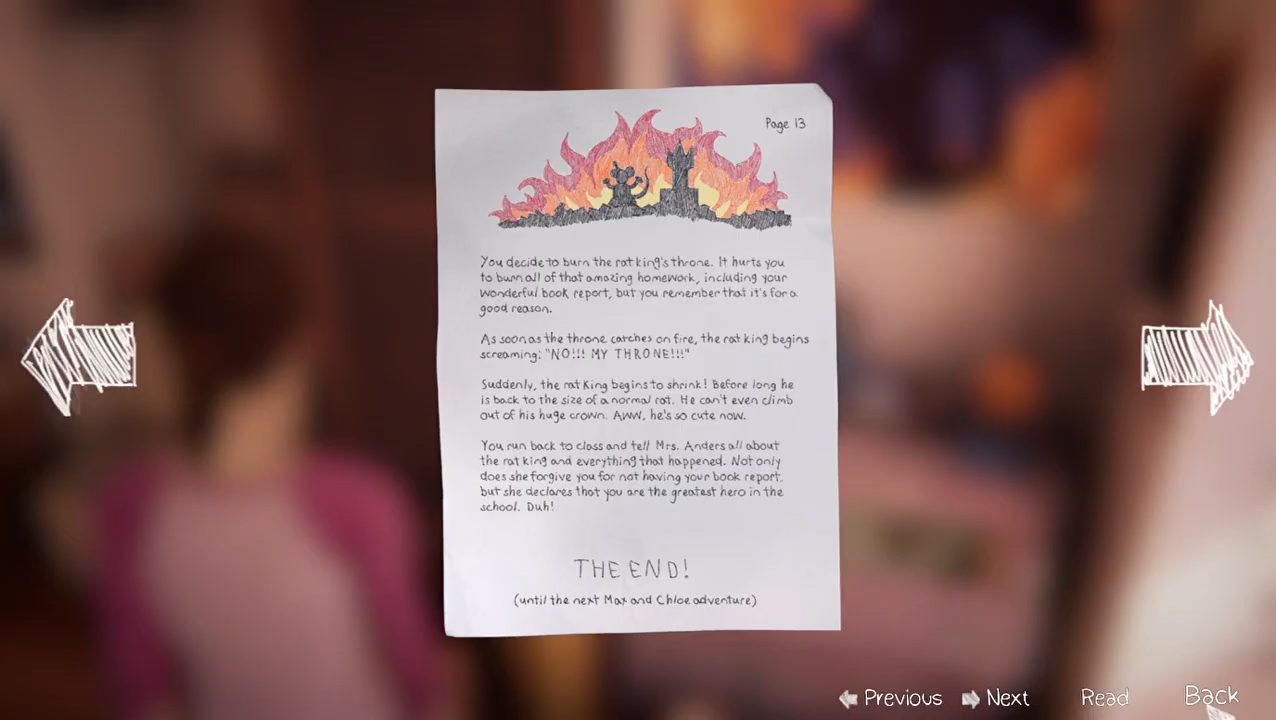 Page 13
You decide to burn the rat king's throne. It hurts you
to burn all of that amazing homework, including your
wonderful book report, but you remember that it's for a
good reason.
As soon as the throne catches on fire, the rat king begins
screaming: "NO!!! MY THRONE!!!"
Suddenly, the rat king begins to shrink! Before long he
is back to the size of a normal rat. He can't even climb
out of his huge crown. Aww, he's so cute now.
You run back to class and tell Mrs. Anders all about
the rat king and everything that happened. Not only
does she forgive you for not having your book report,
but she declares that you are the greatest hero in the
school. Duh!
THE END!
(until the next Max and Chloe adventure)
Previous Next Read Back